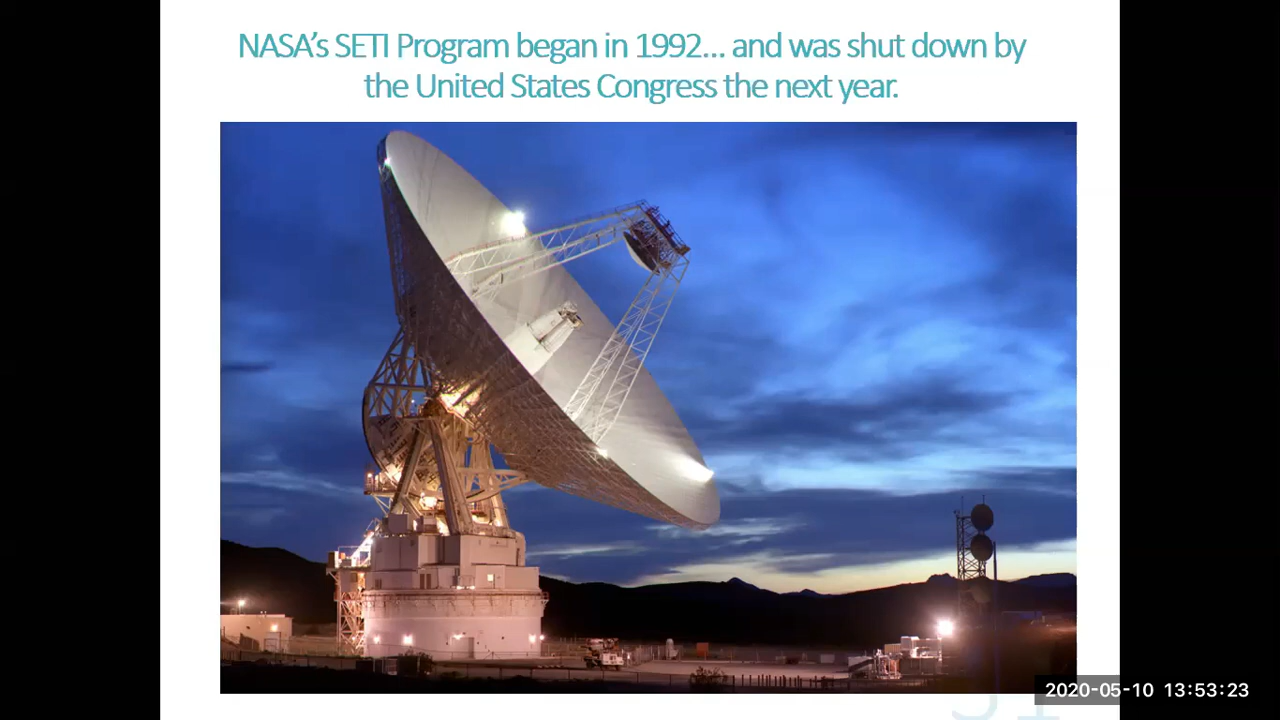 NASA’s SETI Program began in 1992... and was shut down by
the United States Congress the next year.
2020-05-10 13:53:23